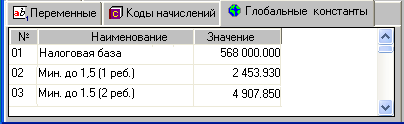 ab Переменные C Коды начислений Глобальные константы
№ Наименование Значение
01 Налоговая база 568 000.000
02 Мин. до 1,5 (1 реб.) 2 453.930
03 Мин. до 1.5 (2 реб.) 4 907.850